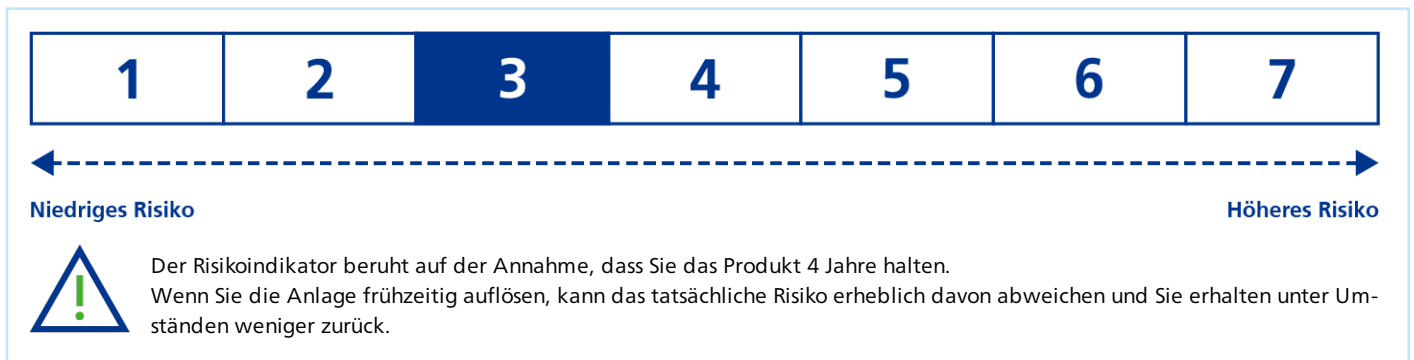 1 2 3 4 5 6 7
Niedriges Risiko Höheres Risiko
Der Risikoindikator beruht auf der Annahme, dass Sie das Produkt 4 Jahre halten.
Wenn Sie die Anlage frühzeitig auflösen, kann das tatsächliche Risiko erheblich davon abweichen und Sie erhalten unter Um-
ständen weniger zurück.